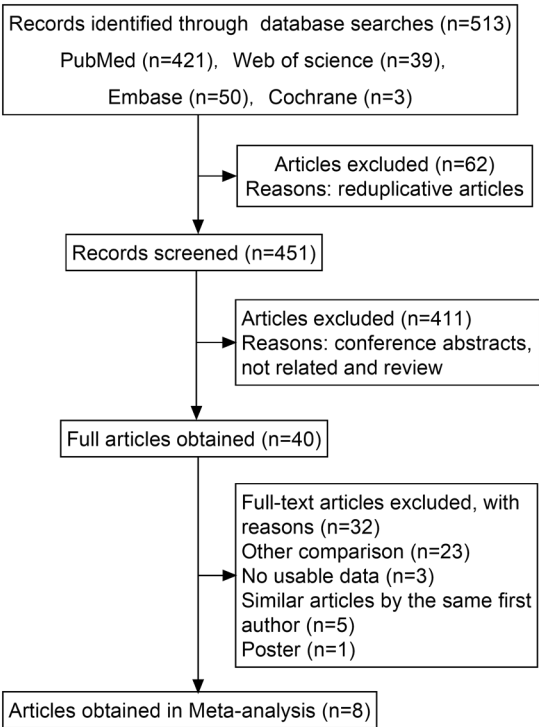 Records identified through database searches (n=513)
PubMed (n=421), Web of science (n=39),
Embase (n=50), Cochrane (n=3)
Articles excluded (n=62)
Reasons: reduplicative articles
Records screened (n=451)
Articles excluded (n=411)
Reasons: conference abstracts,
not related and review
Full articles obtained (n=40)
Full-text articles excluded, with
reasons (n=32)
Other comparison (n=23)
No usable data (n=3)
Similar articles by the same first
author (n=5)
Poster (n=1)
Articles obtained in Meta-analysis (n=8)